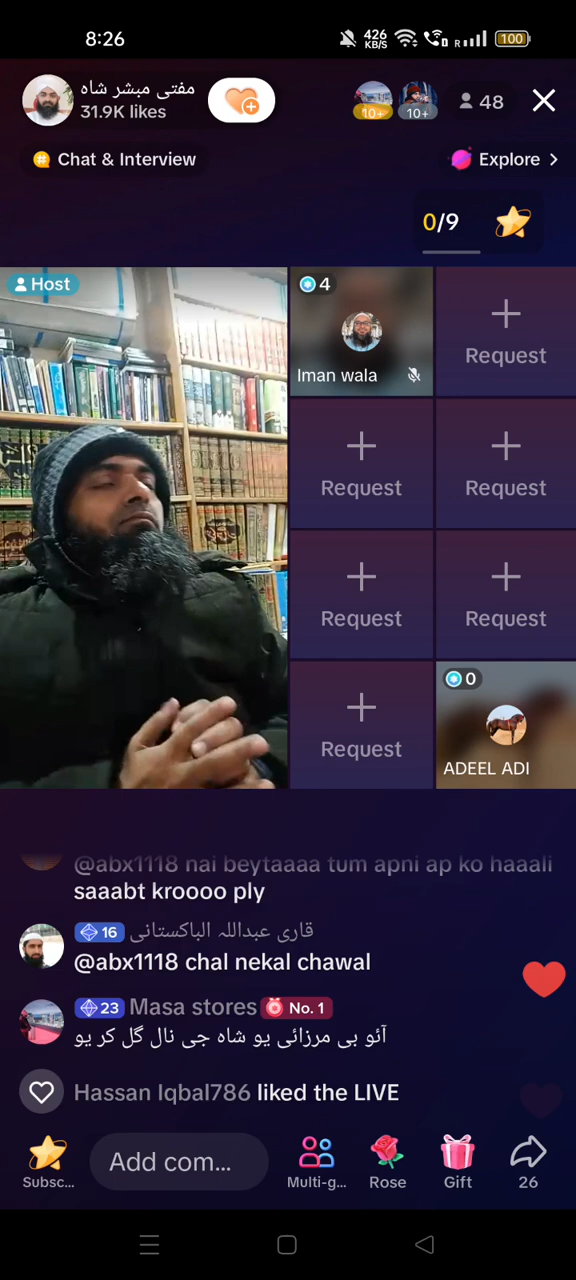 8:26
426
KB/S
R
100
مفتی مبشر شاہ
31.9K likes
10+
10+
48
# Chat & Interview
Explore >
0/9
Host
4
Iman wala
Request
Request
Request
Request
Request
Request
0
ADEEL ADI
@abx1118 nai beytaaaa tum apni ap ko haaali
saaabt kroooo ply
16 قاری عبداللہ الباکستانی
@abx1118 chal nekal chawal
23 Masa stores No. 1
آئو بی مرزائی یو شاہ جی نال گل کر یو
Hassan Iqbal786 liked the LIVE
Subsc...
Add com...
Multi-g...
Rose
Gift
26